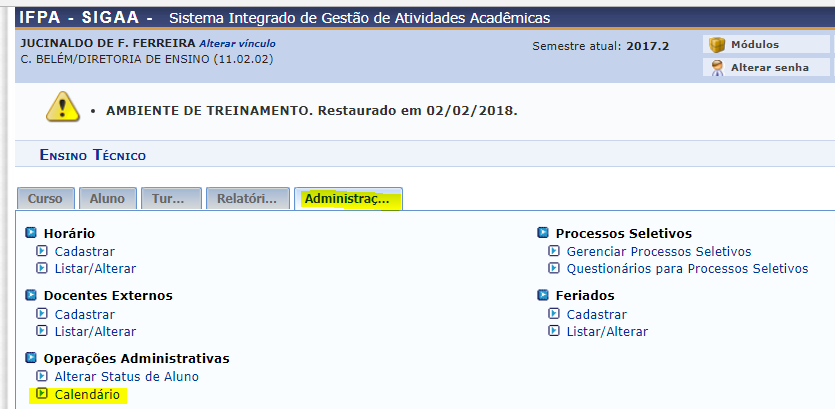 IFPA - SIGAA - Sistema Integrado de Gestão de Atividades Acadêmicas
JUCINALDO DE F. FERREIRA Alterar vínculo
C. BELÉM/DIRETORIA DE ENSINO (11.02.02)
Semestre atual: 2017.2
Módulos
Alterar senha
• AMBIENTE DE TREINAMENTO. Restaurado em 02/02/2018.
ENSINO TÉCNICO
Curso Aluno Tur... Relatóri... Administraç...
Horário
Cadastrar
Listar/Alterar
Docentes Externos
Cadastrar
Listar/Alterar
Operações Administrativas
Alterar Status de Aluno
Calendário
Processos Seletivos
Gerenciar Processos Seletivos
Questionários para Processos Seletivos
Feriados
Cadastrar
Listar/Alterar